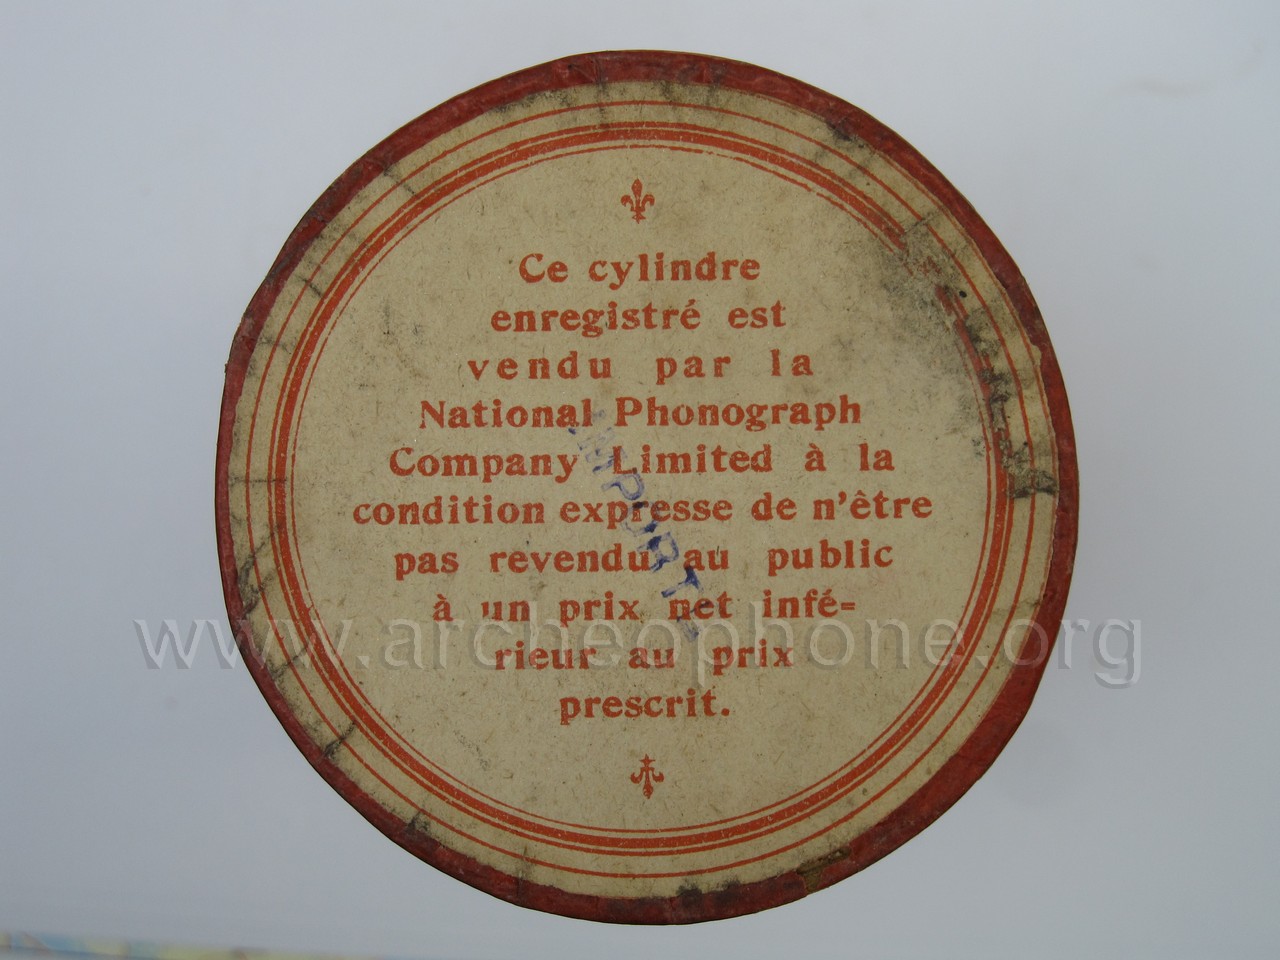 Ce cylindre
enregistré est
vendu par la
National Phonograph
Company Limited à la
condition expresse de n'être
pas revendu au public
à un prix net infé=
rieur au prix
prescrit.
IMPORTÉ
www.archeophone.org